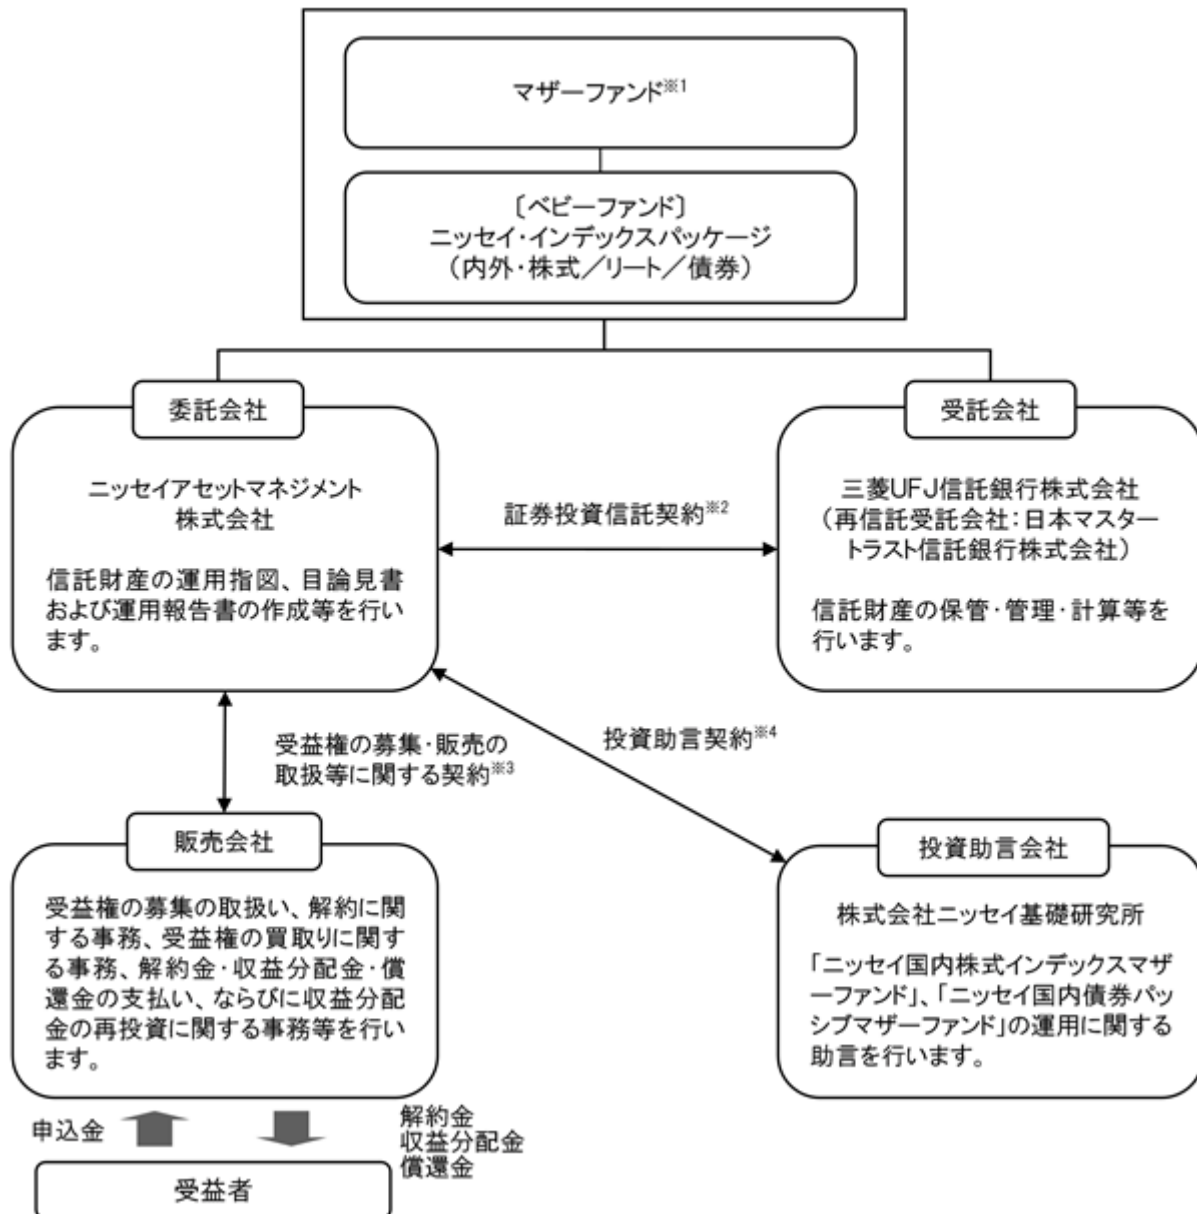 マザーファンド※1
〔ベビーファンド〕
ニッセイ・インデックスパッケージ
（内外・株式／リート／債券）
委託会社
ニッセイアセットマネジメント
株式会社
信託財産の運用指図、目論見書
および運用報告書の作成等を行い
ます。
証券投資信託契約※2
受託会社
三菱UFJ信託銀行株式会社
（再信託受託会社：日本マスター
トラスト信託銀行株式会社）
信託財産の保管・管理・計算等を
行います。
受益権の募集・販売の
取扱等に関する契約※3
投資助言契約※4
販売会社
受益権の募集の取扱い、解約に関
する事務、受益権の買取りに関す
る事務、解約金・収益分配金・償
還金の支払い、ならびに収益分配
金の再投資に関する事務等を行い
ます。
投資助言会社
株式会社ニッセイ基礎研究所
「ニッセイ国内株式インデックスマザ
ーファンド」、「ニッセイ国内債券パッ
シブマザーファンド」の運用に関する
助言を行います。
申込金
解約金
収益分配金
償還金
受益者